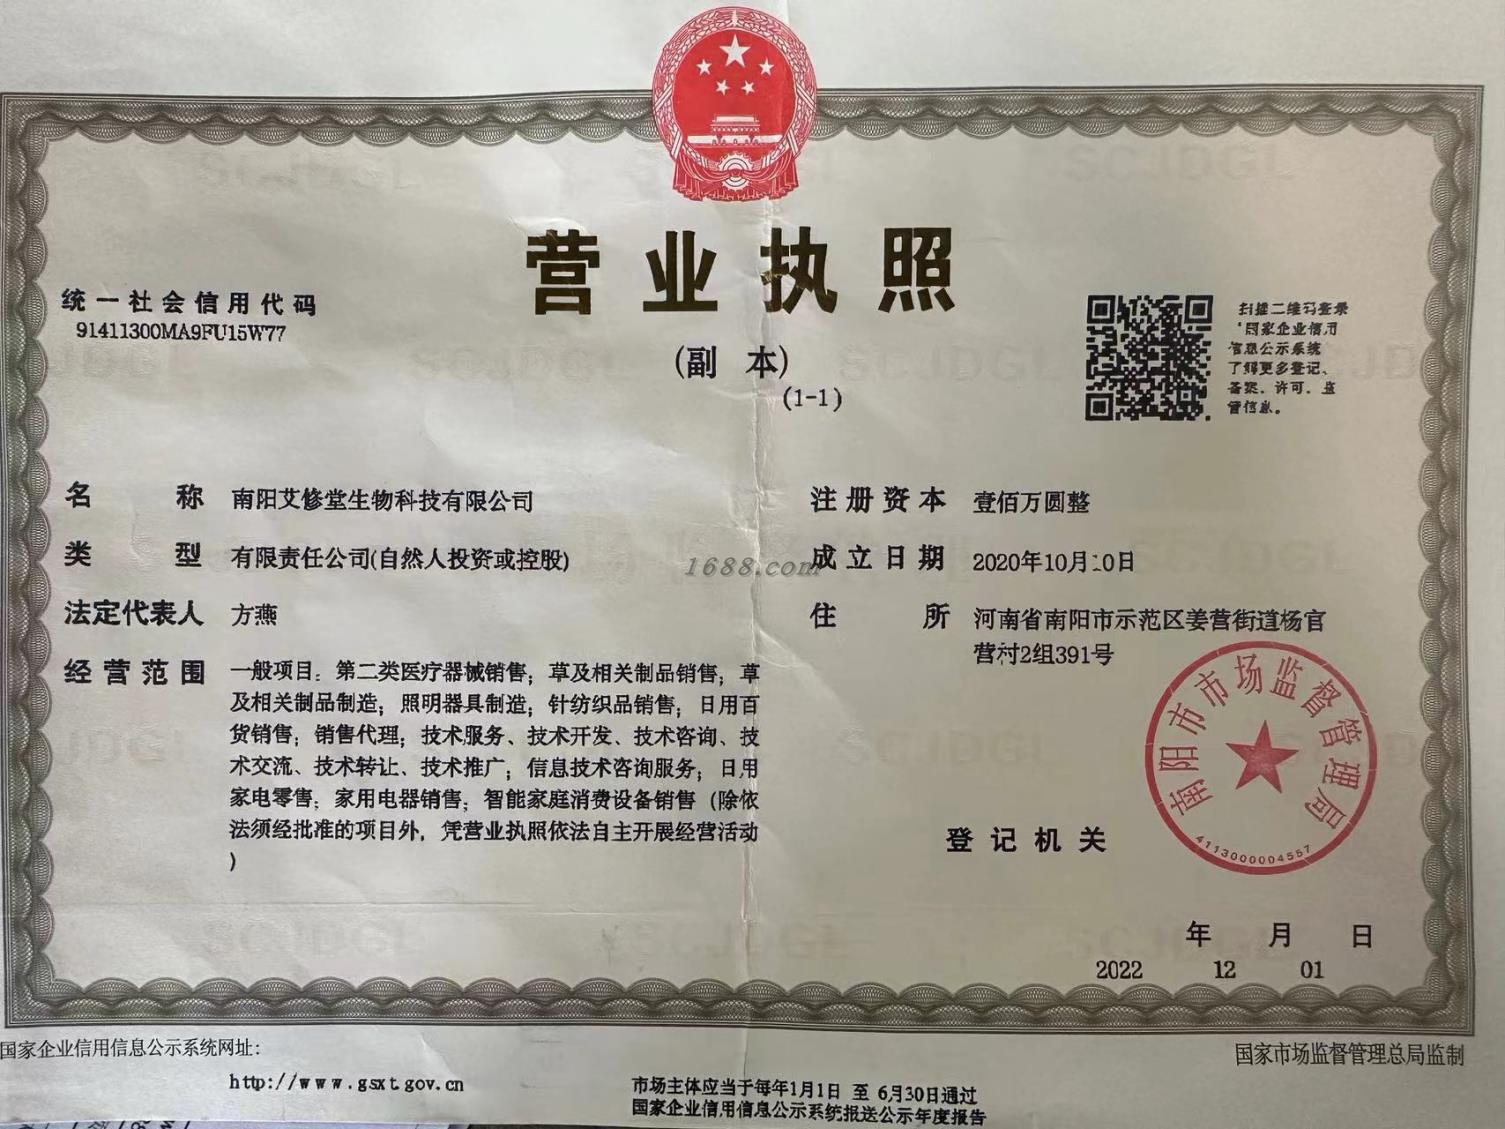 营业执照
(副 本)
(1-1)
统一社会信用代码
91411300MA9FU15W77
扫描二维码登录
'国家企业信用
信息公示系统
了解更多登记、
备案、许可、监
管信息。
名 称 南阳艾修堂生物科技有限公司
类 型 有限责任公司(自然人投资或控股)
法定代表人 方燕
经营范围 一般项目：第二类医疗器械销售；草及相关制品销售；草
及相关制品制造；照明器具制造；针纺织品销售；日用百
货销售；销售代理；技术服务、技术开发、技术咨询、技
术交流、技术转让、技术推广；信息技术咨询服务；日用
家电零售；家用电器销售；智能家庭消费设备销售（除依
法须经批准的项目外，凭营业执照依法自主开展经营活动
）
注册资本 壹佰万圆整
成立日期 2020年10月10日
住 所 河南省南阳市示范区姜营街道杨官
营村2组391号
1688.com
南阳市市场监督管理局
4113000004557
登记机关
年 月 日
2022 12 01
国家企业信用信息公示系统网址：
http://www.gsxt.gov.cn
市场主体应当于每年1月1日 至 6月30日通过
国家企业信用信息公示系统报送公示年度报告
国家市场监督管理总局监制
SCJDGL